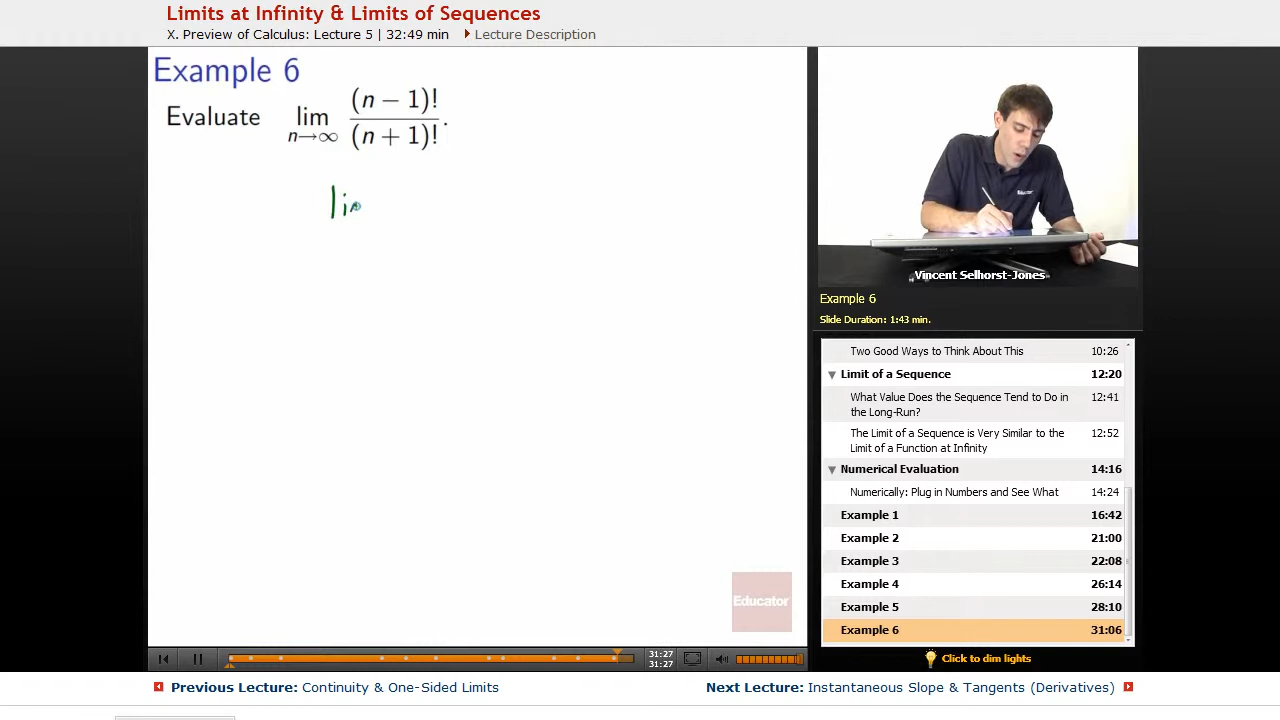 Limits at Infinity & Limits of Sequences
X. Preview of Calculus: Lecture 5 | 32:49 min
Lecture Description
Example 6
Evaluate lim n→∞ (n − 1)! / (n + 1)!.
lim
Educator
Vincent Selhorst-Jones
Example 6
Slide Duration: 1:43 min.
Two Good Ways to Think About This 10:26
Limit of a Sequence 12:20
What Value Does the Sequence Tend to Do in 12:41
the Long-Run?
The Limit of a Sequence is Very Similar to the 12:52
Limit of a Function at Infinity
Numerical Evaluation 14:16
Numerically: Plug in Numbers and See What 14:24
Example 1 16:42
Example 2 21:00
Example 3 22:08
Example 4 26:14
Example 5 28:10
Example 6 31:06
31:27
31:27
Click to dim lights
Previous Lecture: Continuity & One-Sided Limits
Next Lecture: Instantaneous Slope & Tangents (Derivatives)